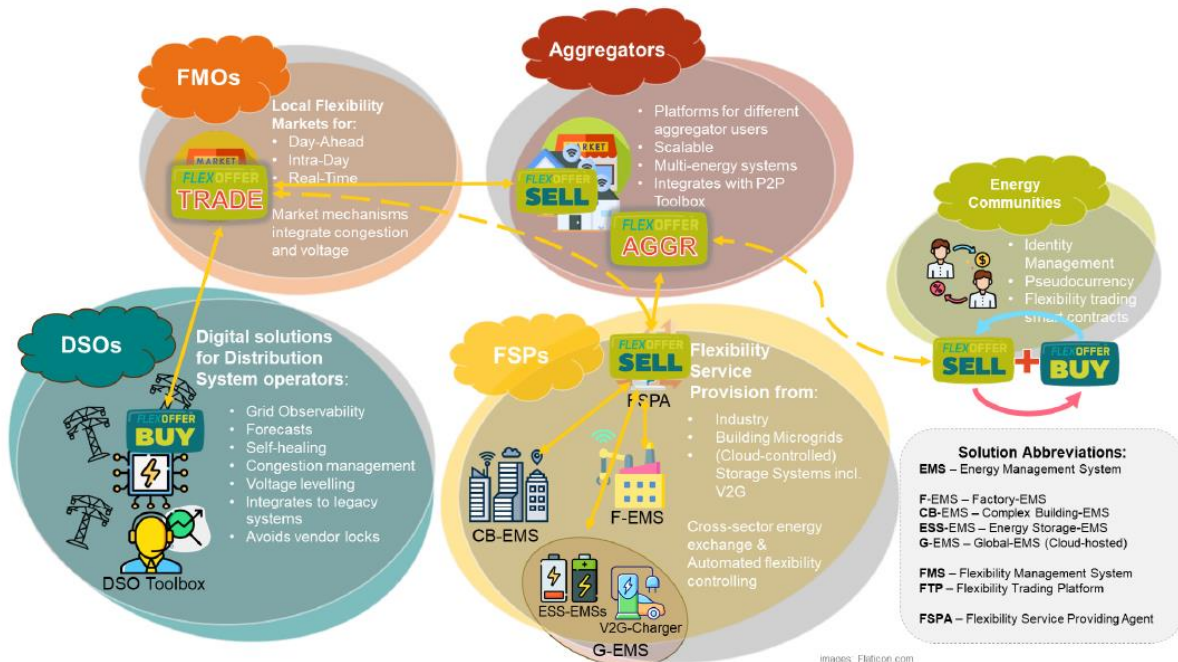 FMOs
Local Flexibility
Markets for:
• Day-Ahead
• Intra-Day
• Real-Time
MARKET
FLEXOFFER
TRADE
Market mechanisms
integrate congestion
and voltage
Aggregators
• Platforms for different
aggregator users
• Scalable
• Multi-energy systems
• Integrates with P2P
Toolbox
MARKET
FLEXOFFER
SELL
FLEXOFFER
AGGR
Energy
Communities
• Identity
Management
• Pseudocurrency
• Flexibility trading
smart contracts
FLEXOFFER
SELL
+
FLEXOFFER
BUY
DSOs
Digital solutions
for Distribution
System operators:
• Grid Observability
• Forecasts
• Self-healing
• Congestion management
• Voltage levelling
• Integrates to legacy
systems
• Avoids vendor locks
FLEXOFFER
BUY
DSO Toolbox
FSPs
FLEXOFFER
SELL
FSPA
Flexibility
Service
Provision from:
• Industry
• Building Microgrids
• (Cloud-controlled)
Storage Systems incl.
V2G
Cross-sector energy
exchange &
Automated flexibility
controlling
CB-EMS
F-EMS
ESS-EMSs
V2G-Charger
G-EMS
Solution Abbreviations:
EMS – Energy Management System
F-EMS – Factory-EMS
CB-EMS – Complex Building-EMS
ESS-EMS – Energy Storage-EMS
G-EMS – Global-EMS (Cloud-hosted)
FMS – Flexibility Management System
FTP – Flexibility Trading Platform
FSPA – Flexibility Service Providing Agent
images: Flaticon.com